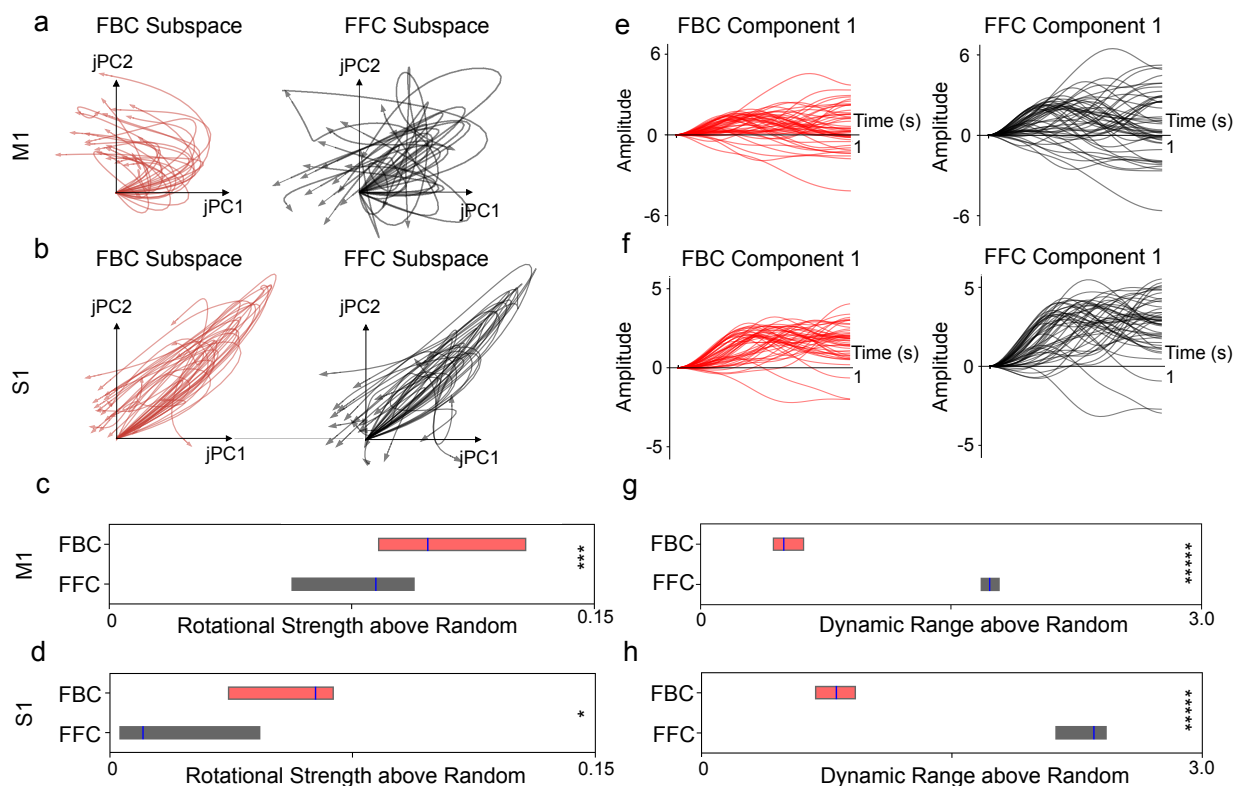 a
FBC Subspace
FFC Subspace
jPC2
jPC2
M1
jPC1
jPC1
b
FBC Subspace
FFC Subspace
jPC2
jPC2
S1
jPC1
jPC1
c
M1
FBC
FFC
***
0
Rotational Strength above Random
0.15
d
S1
FBC
FFC
*
0
Rotational Strength above Random
0.15
e
FBC Component 1
FFC Component 1
6
6
Amplitude
Amplitude
0
0
Time (s)
Time (s)
1
1
-6
-6
f
FBC Component 1
FFC Component 1
5
5
Amplitude
Amplitude
0
0
Time (s)
Time (s)
1
1
-5
-5
g
FBC
FFC
*****
0
Dynamic Range above Random
3.0
h
FBC
FFC
*****
0
Dynamic Range above Random
3.0